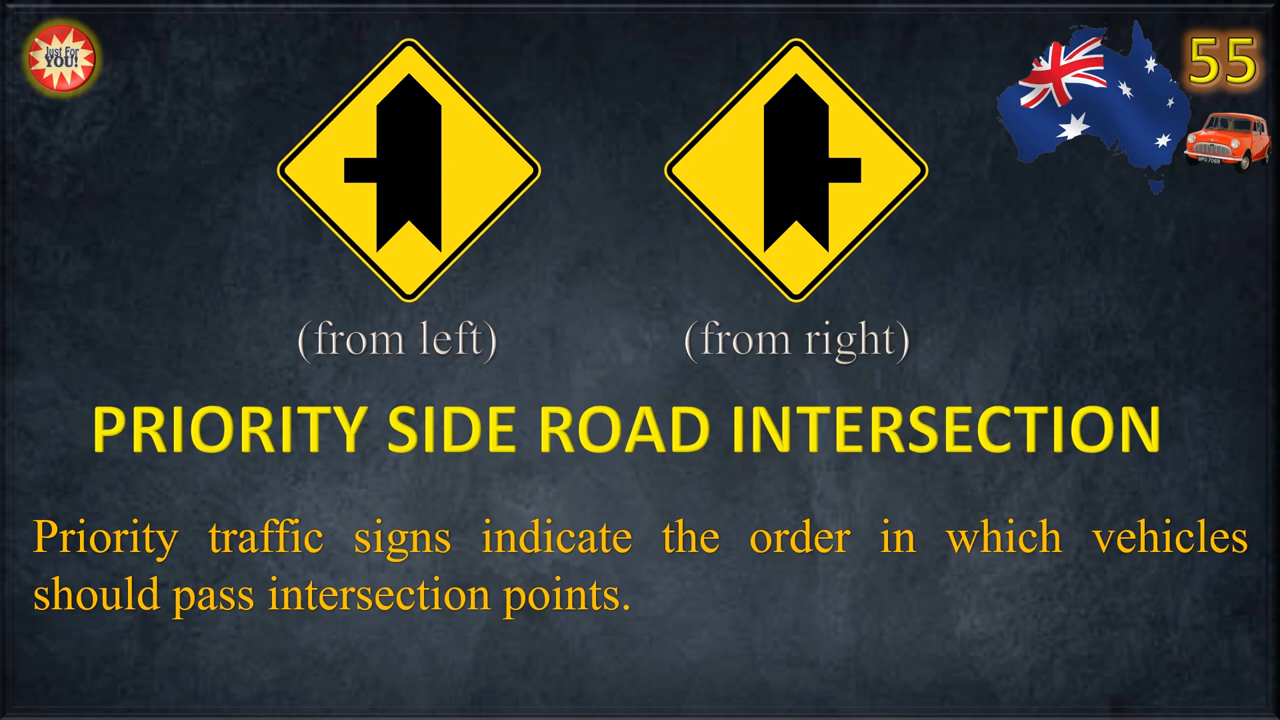 Just For
YOU!
55
(from left)
(from right)
PRIORITY SIDE ROAD INTERSECTION
Priority traffic signs indicate the order in which vehicles
should pass intersection points.